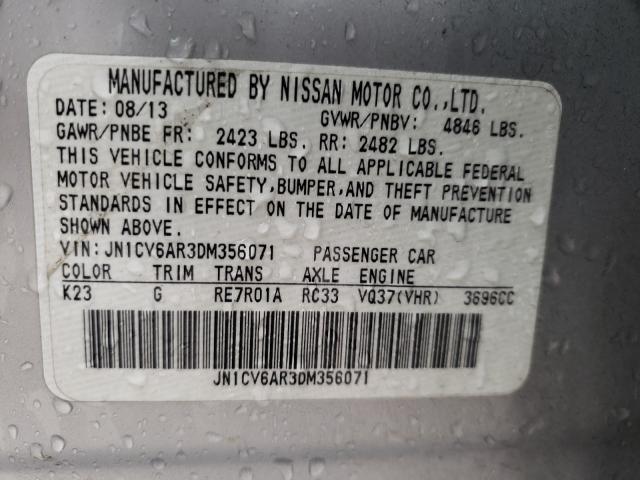 MANUFACTURED BY NISSAN MOTOR CO.,LTD.
DATE: 08/13 GVWR/PNBV: 4846 LBS.
GAWR/PNBE FR: 2423 LBS. RR: 2482 LBS.
THIS VEHICLE CONFORMS TO ALL APPLICABLE FEDERAL
MOTOR VEHICLE SAFETY,BUMPER,AND THEFT PREVENTION
STANDARDS IN EFFECT ON THE DATE OF MANUFACTURE
SHOWN ABOVE.
VIN:JN1CV6AR3DM356071 PASSENGER CAR
COLOR TRIM TRANS AXLE ENGINE
K23 G RE7R01A RC33 VQ37(VHR) 3696CC
JN1CV6AR3DM356071